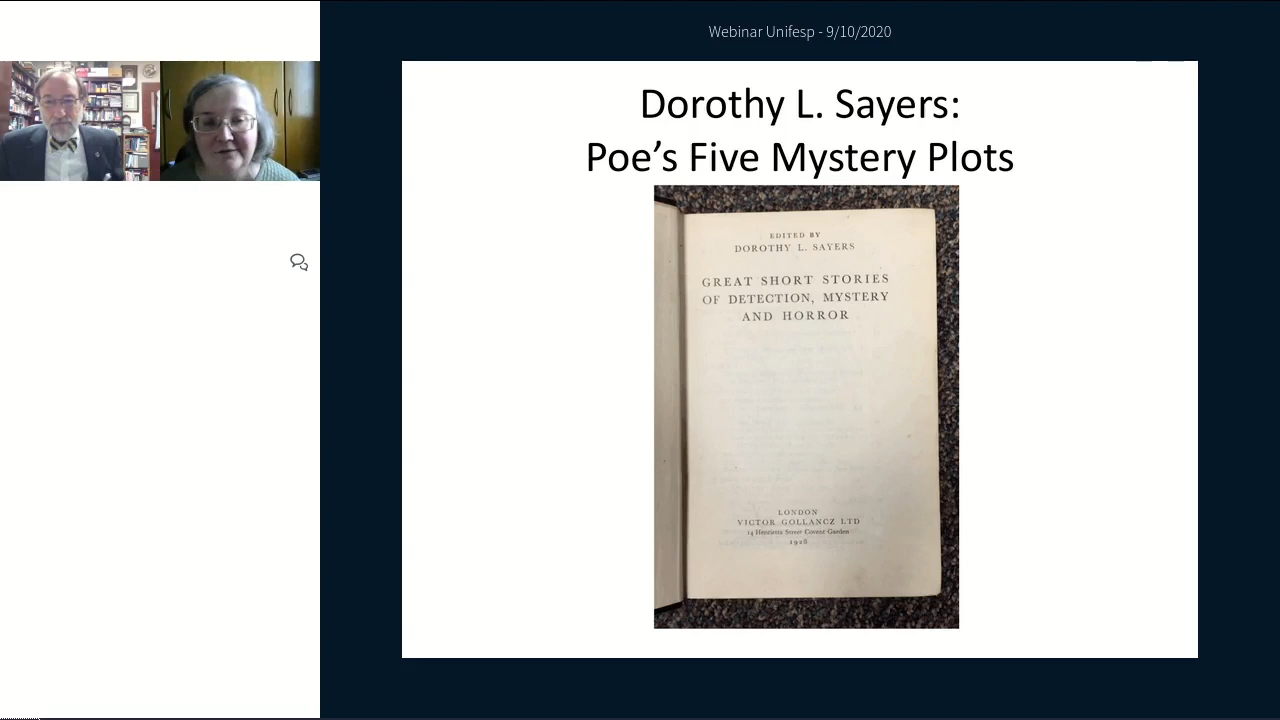 Webinar Unifesp - 9/10/2020
Dorothy L. Sayers:
Poe's Five Mystery Plots
EDITED BY
DOROTHY L. SAYERS
GREAT SHORT STORIES
OF DETECTION, MYSTERY
AND HORROR
LONDON
VICTOR GOLLANCZ LTD
14 Henrietta Street Covent Garden
1928